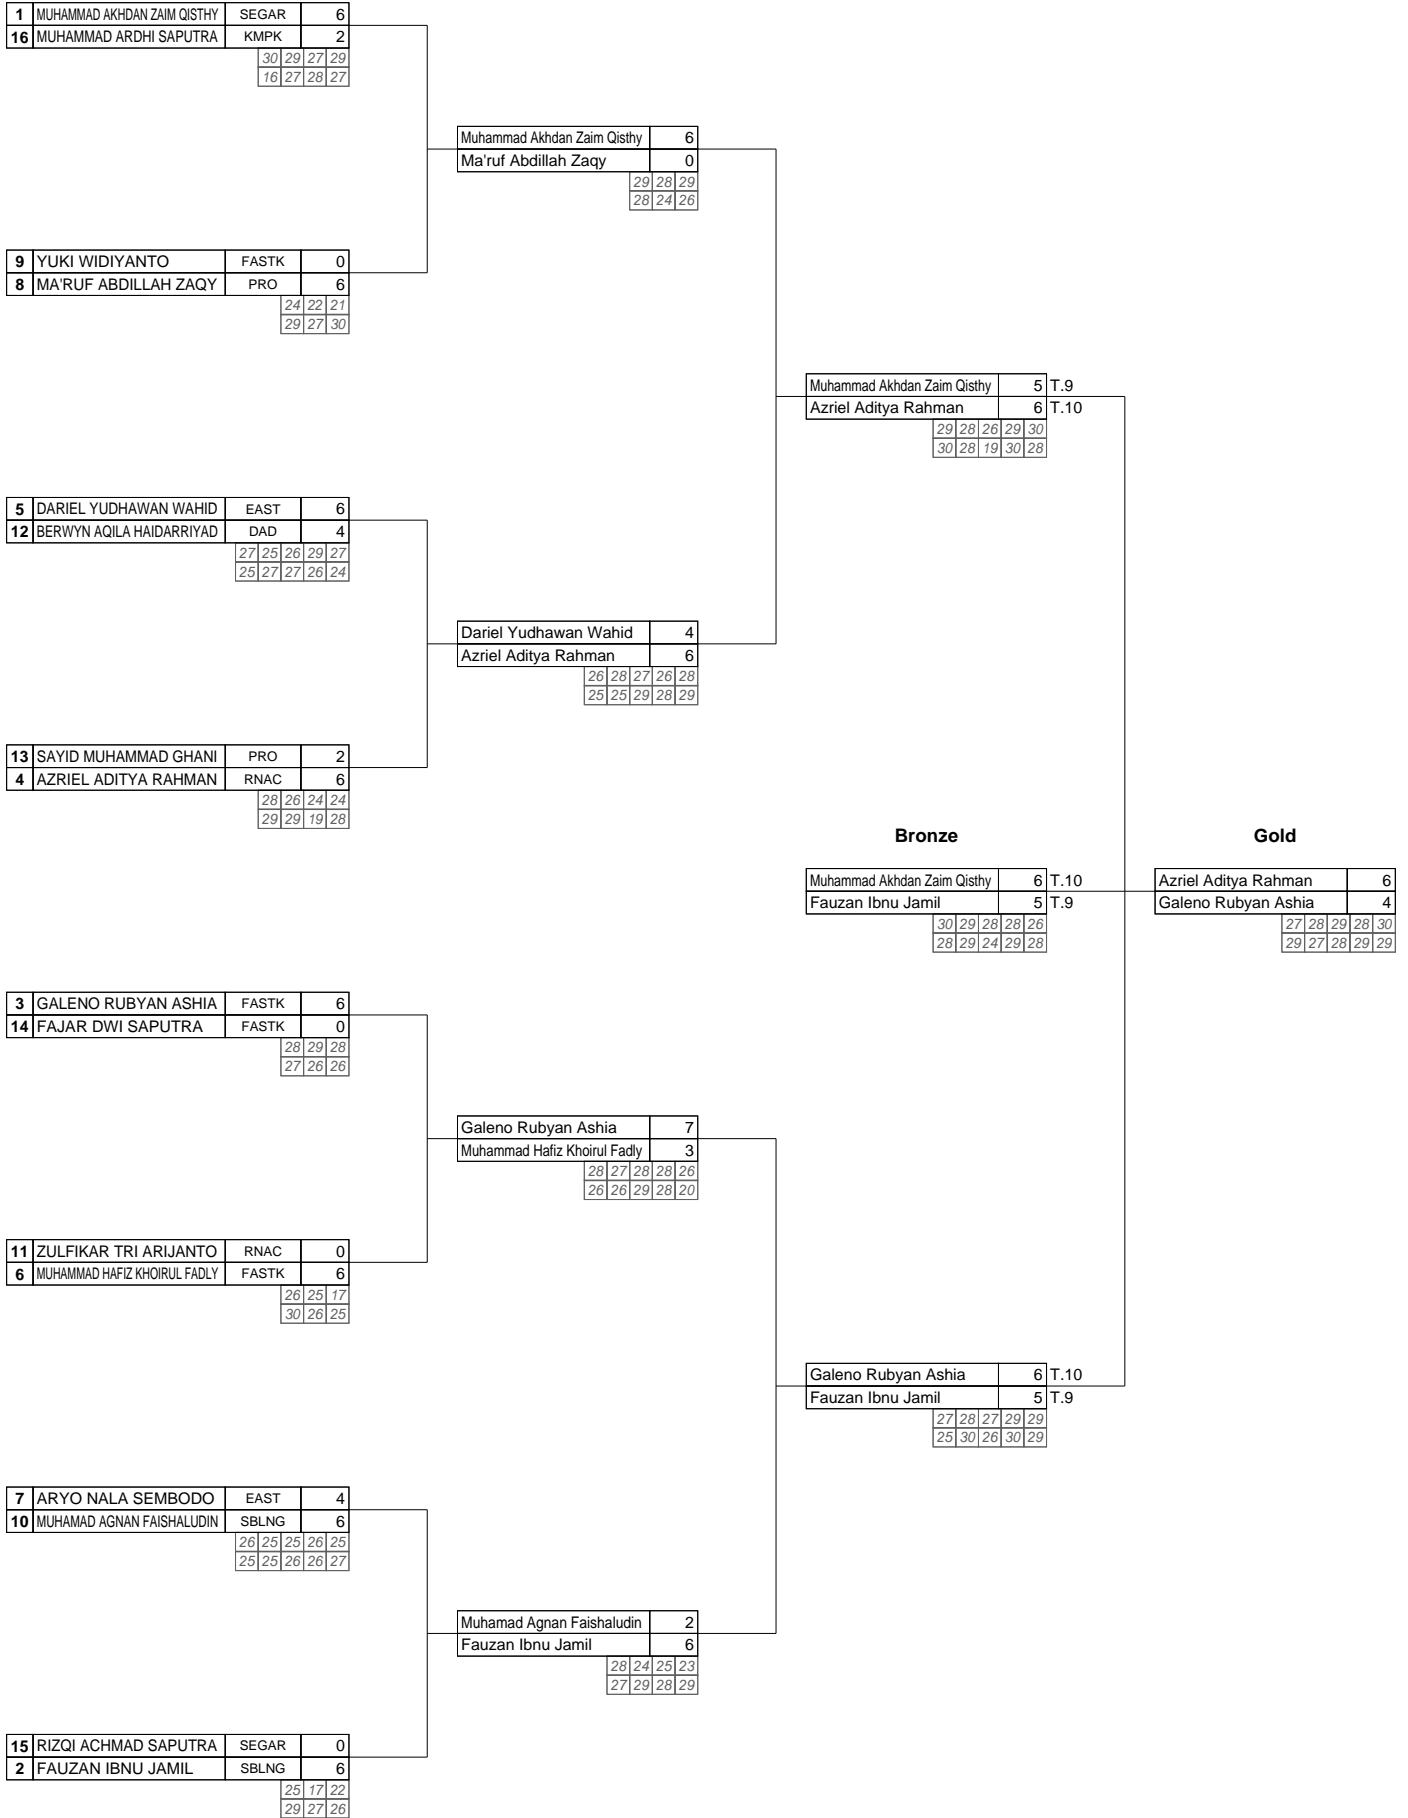 1 MUHAMMAD AKHDAN ZAIM QISTHY SEGAR 6
16 MUHAMMAD ARDHI SAPUTRA KMPK 2
30 29 27 29
16 27 28 27
Muhammad Akhdan Zaim Qisthy 6
Ma'ruf Abdillah Zaqy 0
29 28 29
28 24 26
9 YUKI WIDIYANTO FASTK 0
8 MA'RUF ABDILLAH ZAQY PRO 6
24 22 21
29 27 30
Muhammad Akhdan Zaim Qisthy 5 T.9
Azriel Aditya Rahman 6 T.10
29 28 26 29 30
30 28 19 30 28
5 DARIEL YUDHAWAN WAHID EAST 6
12 BERWYN AQILA HAIDARRIYAD DAD 4
27 25 26 29 27
25 27 27 26 24
Dariel Yudhawan Wahid 4
Azriel Aditya Rahman 6
26 28 27 26 28
25 25 29 28 29
13 SAYID MUHAMMAD GHANI PRO 2
4 AZRIEL ADITYA RAHMAN RNAC 6
28 26 24 24
29 29 19 28
Bronze Gold
Muhammad Akhdan Zaim Qisthy 6 T.10 Azriel Aditya Rahman 6
Fauzan Ibnu Jamil 5 T.9 Galeno Rubyan Ashia 4
30 29 28 28 26 27 28 29 28 30
28 29 24 29 28 29 27 28 29 29
3 GALENO RUBYAN ASHIA FASTK 6
14 FAJAR DWI SAPUTRA FASTK 0
28 29 28
27 26 26
Galeno Rubyan Ashia 7
Muhammad Hafiz Khoirul Fadly 3
28 27 28 28 26
26 26 29 28 20
11 ZULFIKAR TRI ARIJANTO RNAC 0
6 MUHAMMAD HAFIZ KHOIRUL FADLY FASTK 6
26 25 17
30 26 25
Galeno Rubyan Ashia 6 T.10
Fauzan Ibnu Jamil 5 T.9
27 28 27 29 29
25 30 26 30 29
7 ARYO NALA SEMBODO EAST 4
10 MUHAMAD AGNAN FAISHALUDIN SBLNG 6
26 25 25 26 25
25 25 26 26 27
Muhamad Agnan Faishaludin 2
Fauzan Ibnu Jamil 6
28 24 25 23
27 29 28 29
15 RIZQI ACHMAD SAPUTRA SEGAR 0
2 FAUZAN IBNU JAMIL SBLNG 6
25 17 22
29 27 26